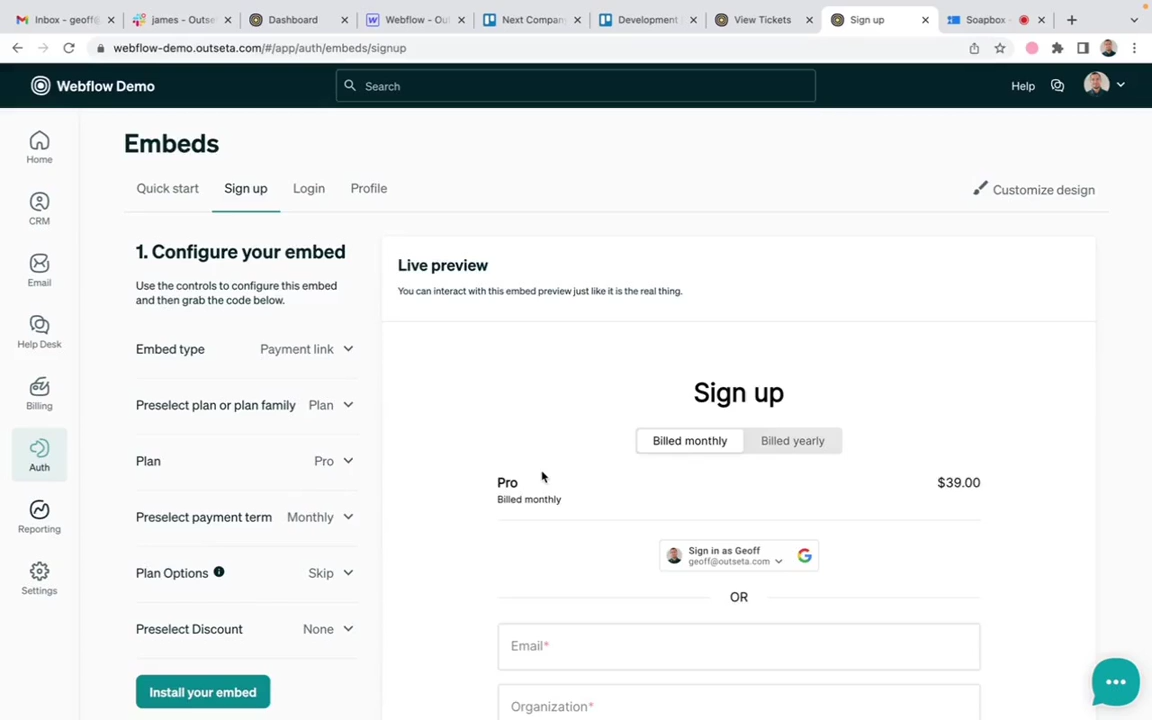 Inbox - geoff@
james - Outse
Dashboard
Webflow - Ou
Next Compan
Development
View Tickets
Sign up
Soapbox -
webflow-demo.outseta.com/#/app/auth/embeds/signup
Webflow Demo
Search
Help
Embeds
Quick start
Sign up
Login
Profile
Customize design
Home
CRM
Email
Help Desk
Billing
Auth
Reporting
Settings
1. Configure your embed
Use the controls to configure this embed
and then grab the code below.
Embed type Payment link
Preselect plan or plan family Plan
Plan Pro
Preselect payment term Monthly
Plan Options Skip
Preselect Discount None
Install your embed
Live preview
You can interact with this embed preview just like it is the real thing.
Sign up
Billed monthly Billed yearly
Pro $39.00
Billed monthly
Sign in as Geoff
geoff@outseta.com
OR
Email*
Organization*